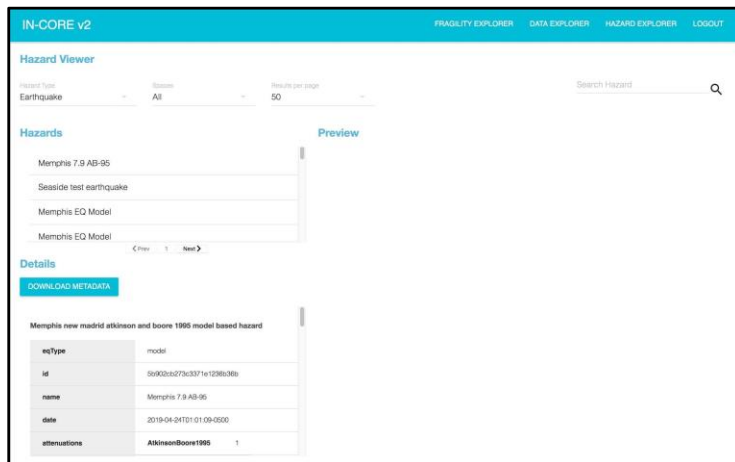 IN-CORE v2 FRAGILITY EXPLORER DATA EXPLORER HAZARD EXPLORER LOGOUT
Hazard Viewer
Hazard Type Spaces Results per page
Earthquake All 50 Search Hazard
Hazards Preview
Memphis 7.9 AB-95
Seaside test earthquake
Memphis EQ Model
Memphis EQ Model
Prev 1 Next
Details
DOWNLOAD METADATA
Memphis new madrid atkinson and boore 1995 model based hazard
eqType model
id 5b902cb273c3371e1236b36b
name Memphis 7.9 AB-95
date 2019-04-24T01:01:09-0500
attenuations AtkinsonBoore1995 1